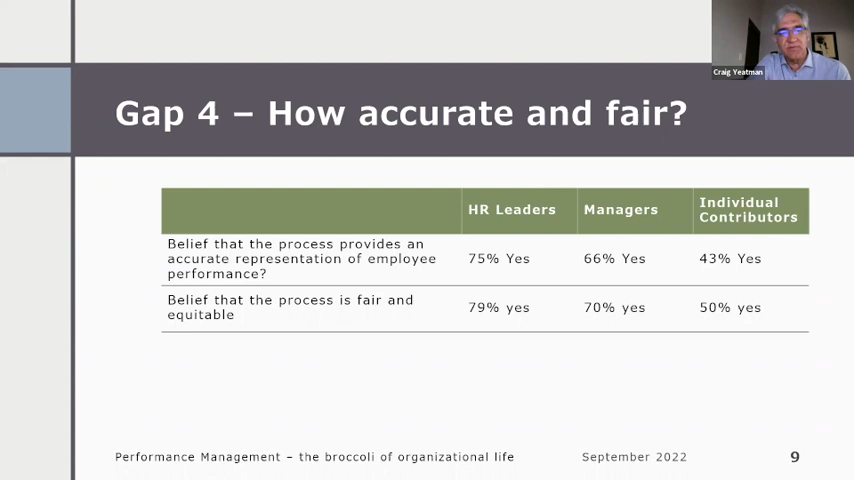 Craig Yeatman
Gap 4 – How accurate and fair?
HR Leaders
Managers
Individual
Contributors
Belief that the process provides an
accurate representation of employee
performance?
75% Yes
66% Yes
43% Yes
Belief that the process is fair and
equitable
79% yes
70% yes
50% yes
Performance Management – the broccoli of organizational life
September 2022
9